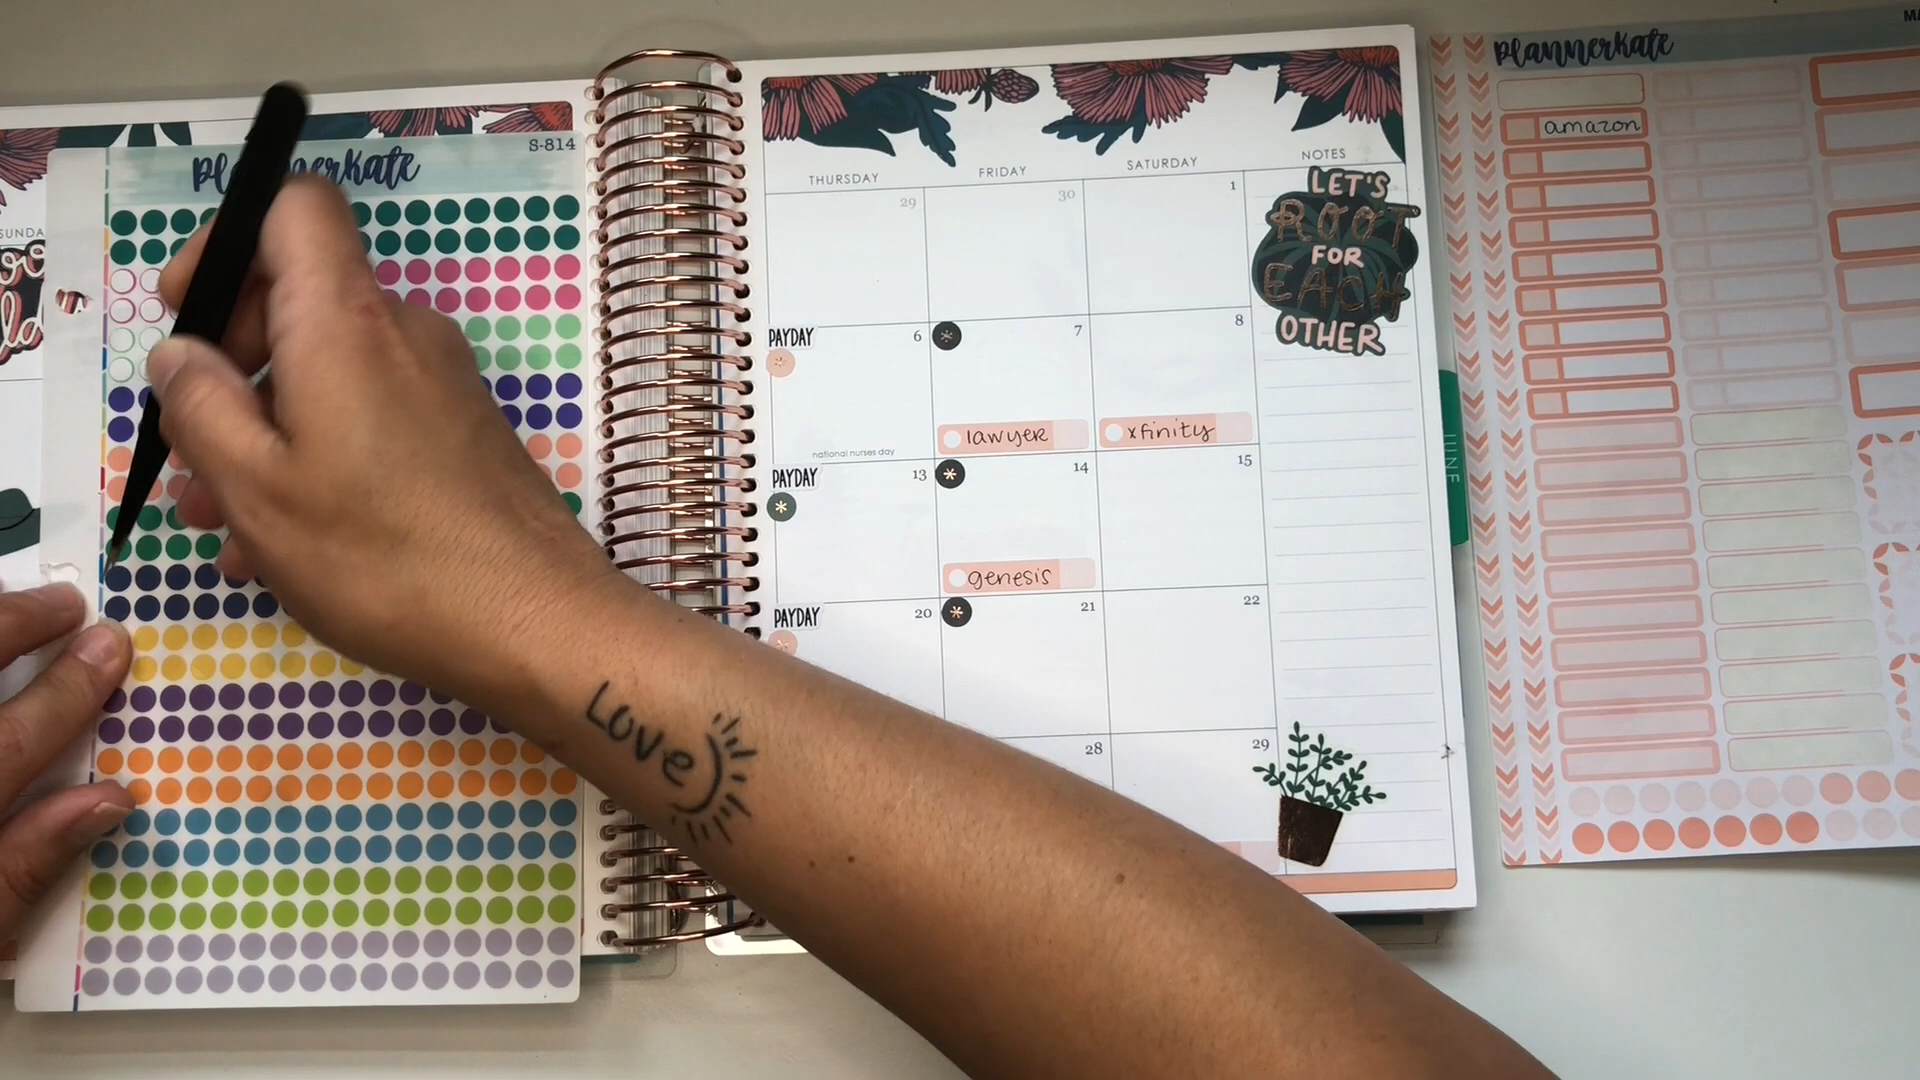 plannerkate
S-814
SUNDA
THURSDAY
FRIDAY
SATURDAY
NOTES
29
30
1
LET'S
ROOT
FOR
EACH
OTHER
PAYDAY
6
7
8
lawyer
xfinity
national nurses day
PAYDAY
13
14
15
genesis
PAYDAY
20
21
22
28
29
JUNE
plannerkate
MA
amazon
Love